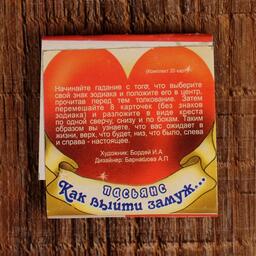 (Комплект 20 карт)
Начинайте гадание с того, что выберите
свой знак зодиака и положите его в центр,
прочитав перед тем толкование. Затем
перемешайте 8 карточек (без знаков
зодиака) и разложите в виде креста
по одной сверху, снизу и по бокам. Таким
образом вы узнаете, что вас ожидает в
жизни, верх, что будет, низ, что было, слева
и справа - настоящее.
Художник: Бордей И.А
Дизайнер: Барнашова А.П
пасьянс
Как выйти замуж...